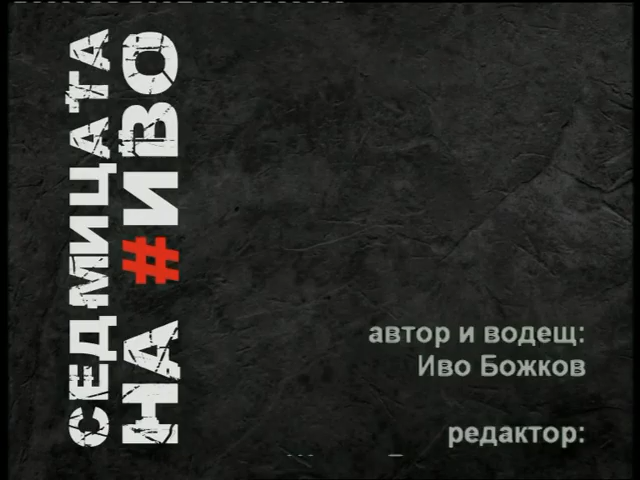 СЕДМИЦАТА
НА #ИВО
автор и водещ:
Иво Божков
редактор: